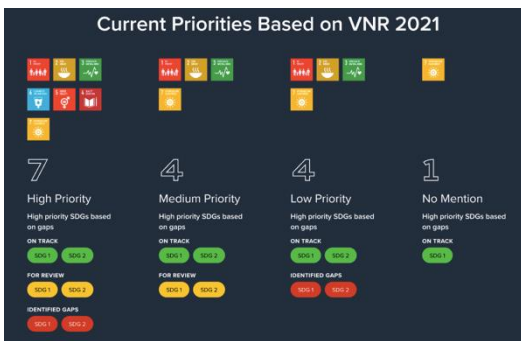 Current Priorities Based on VNR 2021
7
High Priority
High priority SDGs based
on gaps
ON TRACK
SDG 1 SDG 2
FOR REVIEW
SDG 1 SDG 2
IDENTIFIED GAPS
SDG 1 SDG 2
4
Medium Priority
High priority SDGs based
on gaps
ON TRACK
SDG 1 SDG 2
FOR REVIEW
SDG 1 SDG 2
4
Low Priority
High priority SDGs based
on gaps
ON TRACK
SDG 1 SDG 2
IDENTIFIED GAPS
SDG 1 SDG 2
1
No Mention
High priority SDGs based
on gaps
ON TRACK
SDG 1